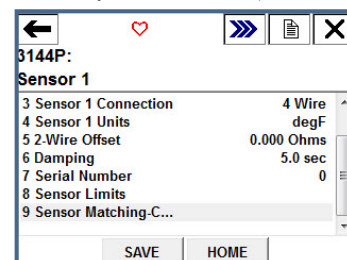 3144P:
Sensor 1
3 Sensor 1 Connection 4 Wire
4 Sensor 1 Units degF
5 2-Wire Offset 0.000 Ohms
6 Damping 5.0 sec
7 Serial Number 0
8 Sensor Limits
9 Sensor Matching-C...
SAVE HOME